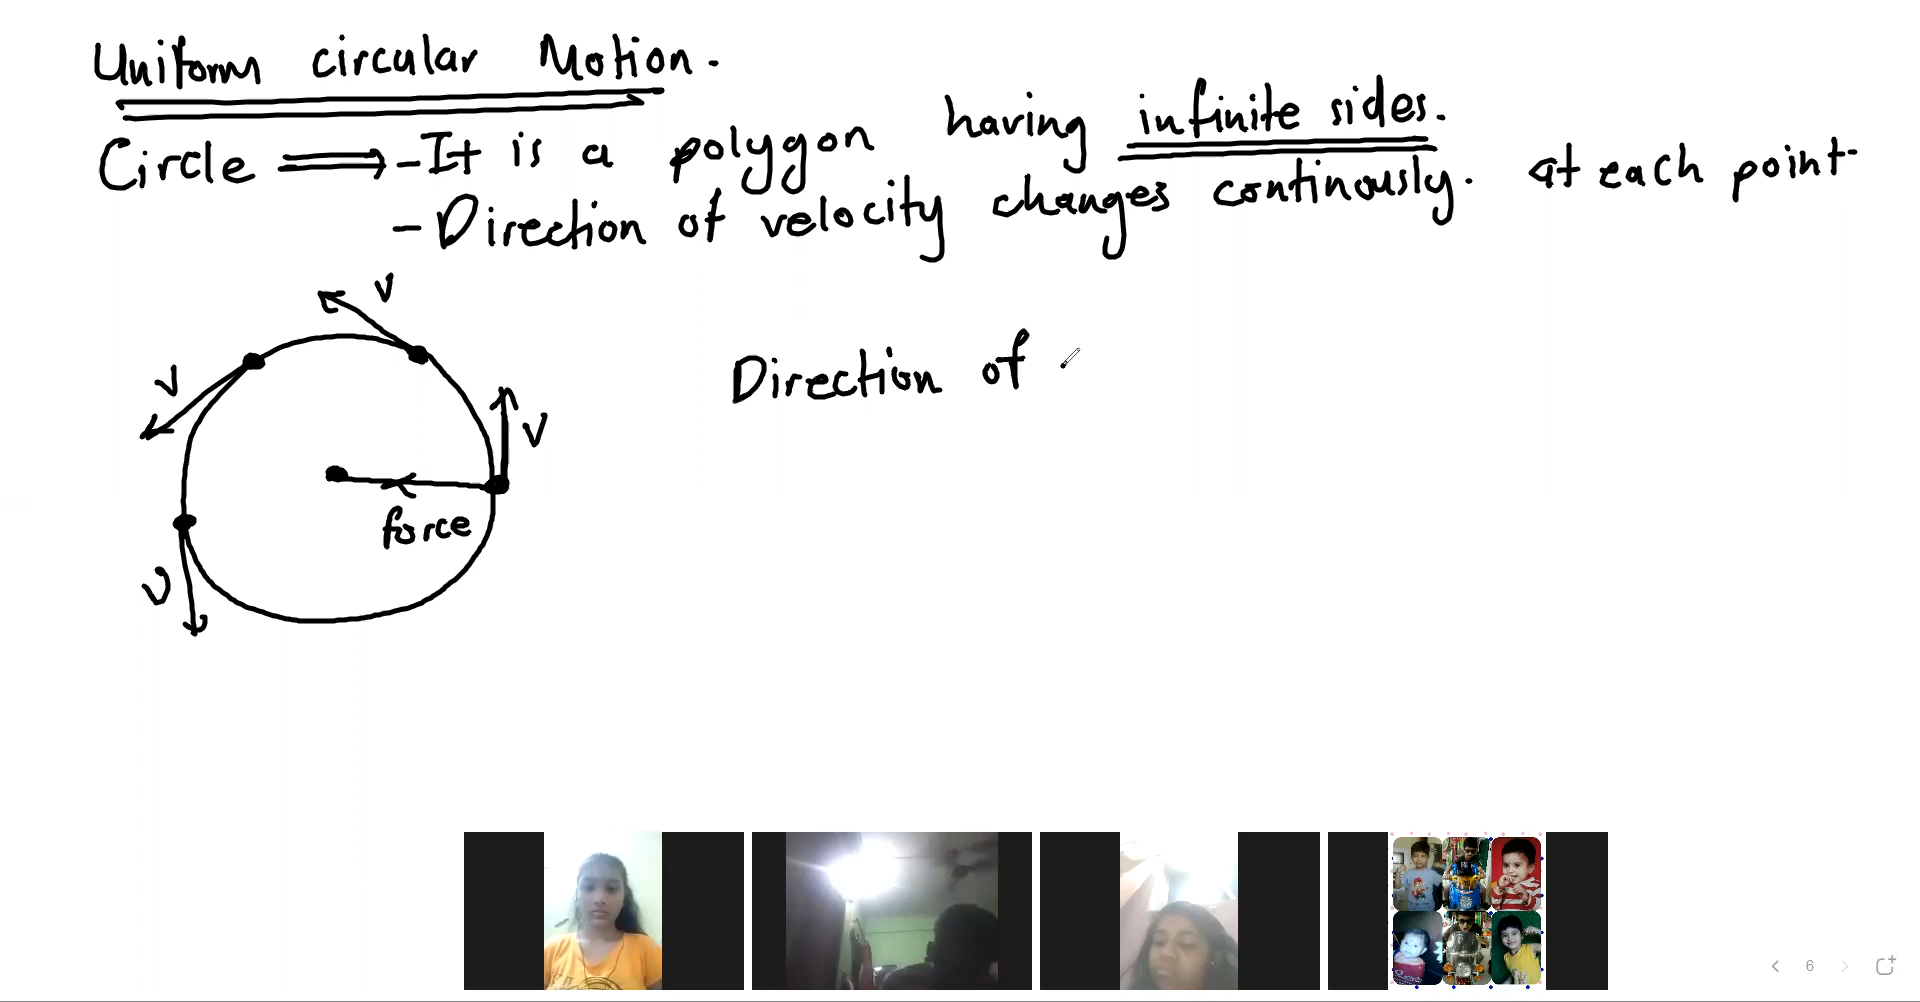 Uniform circular Motion.
Circle ⟹ - It is a polygon having infinite sides.
- Direction of velocity changes continously. at each point
V
V
V
force
V
Direction of
6